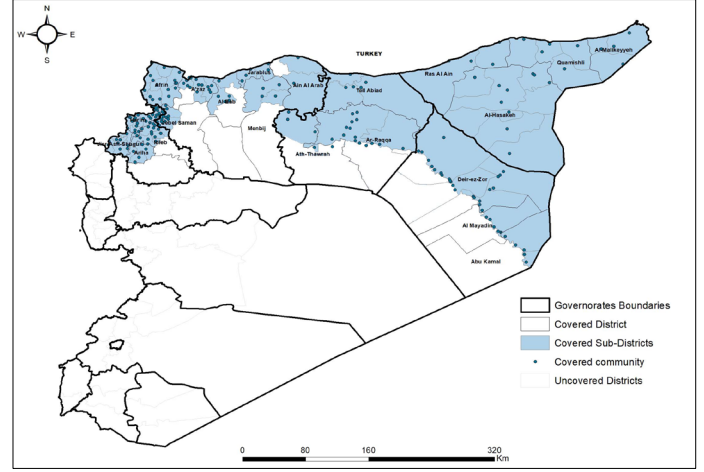 N
W
E
S
TURKEY
Al-Malikeyyeh
Quamishli
Jarablus
Ras Al Ain
Afrin
A'zaz
Ain Al Arab
Tell Abiad
Al Bab
Al-Hasakeh
Jebel Saman
Menbij
Idleb
Ar-Raqqa
Ariha
Ath-Thawrah
Deir-ez-Zor
Al Mayadin
Abu Kamal
Governorates Boundaries
Covered District
Covered Sub-Districts
Covered community
Uncovered Districts
0 80 160 320
Km